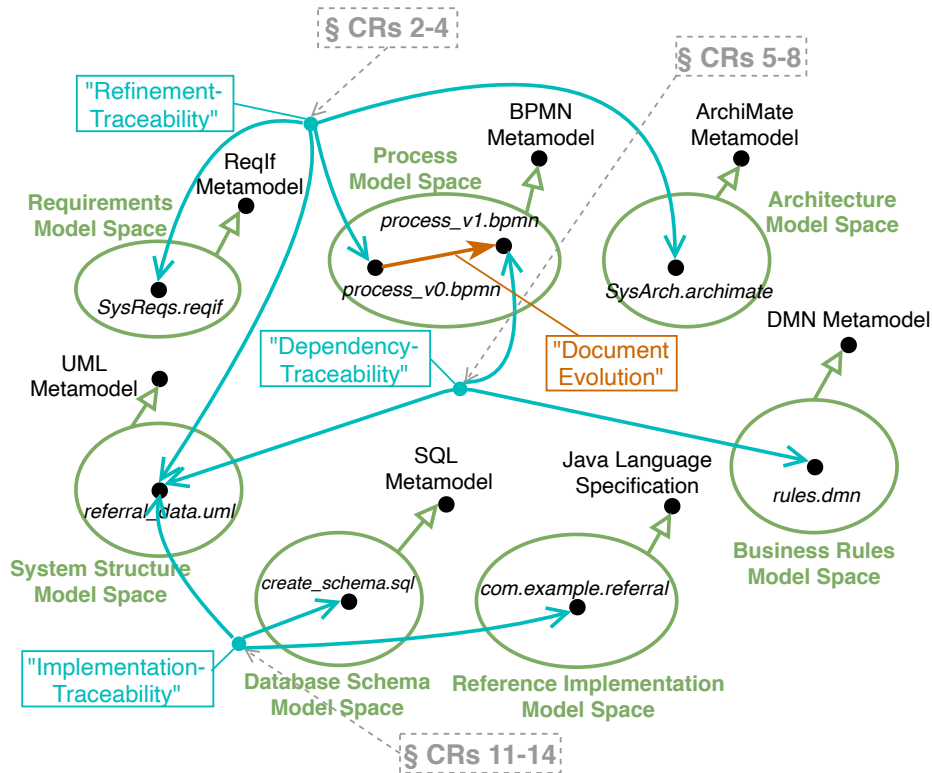 § CRs 2-4
§ CRs 5-8
"Refinement-
Traceability"
BPMN
Metamodel
ArchiMate
Metamodel
ReqIf
Metamodel
Process
Model Space
Requirements
Model Space
Architecture
Model Space
process_v1.bpmn
process_v0.bpmn
SysReqs.reqif
SysArch.archimate
DMN Metamodel
UML
Metamodel
"Dependency-
Traceability"
"Document
Evolution"
SQL
Metamodel
Java Language
Specification
rules.dmn
referral_data.uml
Business Rules
Model Space
System Structure
Model Space
create_schema.sql
com.example.referral
"Implementation-
Traceability"
Database Schema
Model Space
Reference Implementation
Model Space
§ CRs 11-14